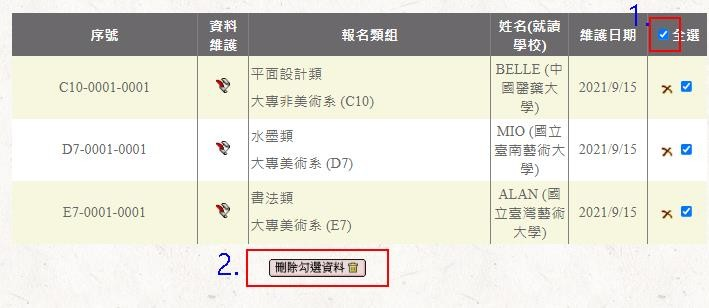 1.
序號 資料維護 報名類組 姓名(就讀學校) 維護日期 全選
C10-0001-0001 平面設計類 BELLE (中國醫藥大學) 2021/9/15
大專非美術系 (C10)
D7-0001-0001 水墨類 MIO (國立臺南藝術大學) 2021/9/15
大專美術系 (D7)
E7-0001-0001 書法類 ALAN (國立臺灣藝術大學) 2021/9/15
大專美術系 (E7)
2. 刪除勾選資料